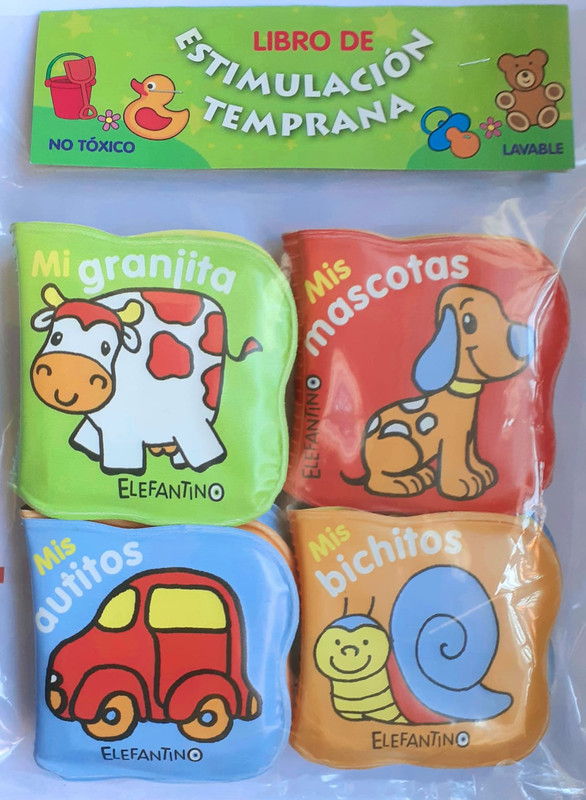 LIBRO DE
ESTIMULACIÓN
TEMPRANA
NO TÓXICO
LAVABLE
Mi granjita
ELEFANTINO
Mis
mascotas
ELEFANTINO
Mis
autitos
ELEFANTINO
Mis
bichitos
ELEFANTINO